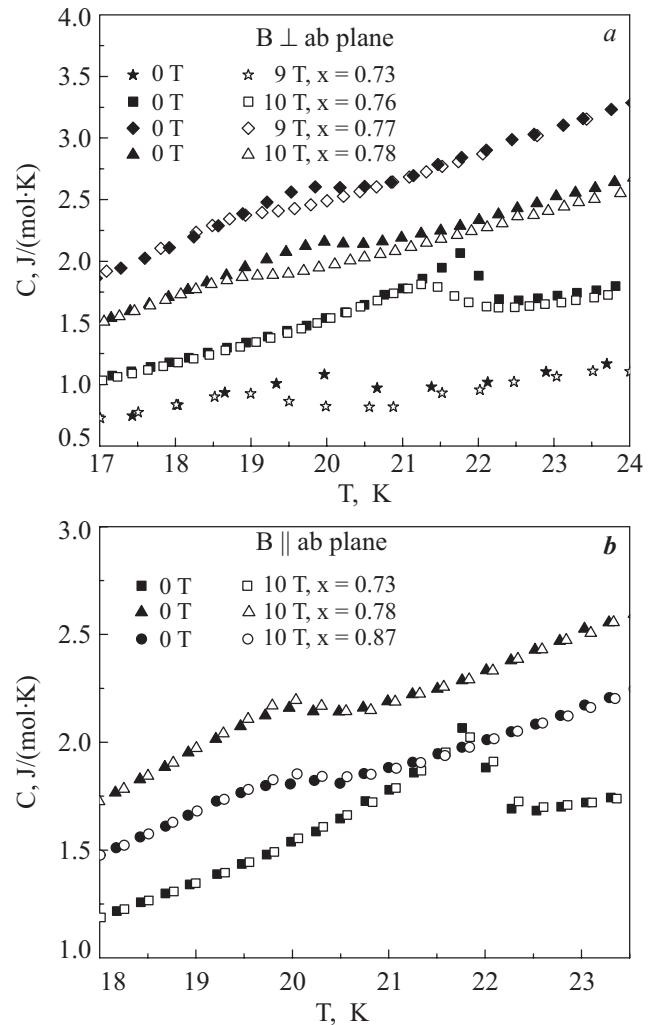 B ⊥ ab plane
a
0 T 9 T, x = 0.73
0 T 10 T, x = 0.76
0 T 9 T, x = 0.77
0 T 10 T, x = 0.78
4.0
3.5
3.0
2.5
2.0
1.5
1.0
0.5
C, J/(mol·K)
17 18 19 20 21 22 23 24
T, K
B || ab plane
b
0 T 10 T, x = 0.73
0 T 10 T, x = 0.78
0 T 10 T, x = 0.87
3.0
2.5
2.0
1.5
1.0
C, J/(mol·K)
18 19 20 21 22 23
T, K